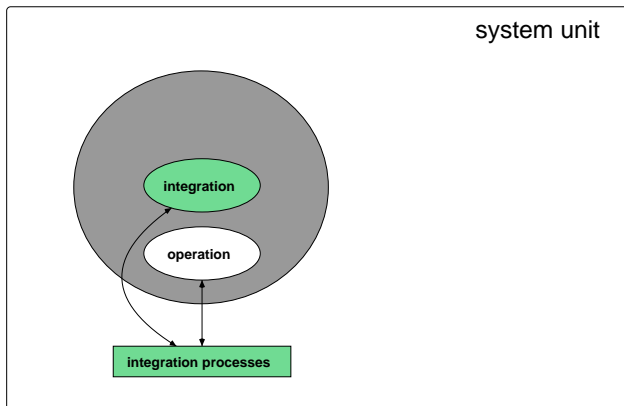 system unit
integration
operation
integration processes